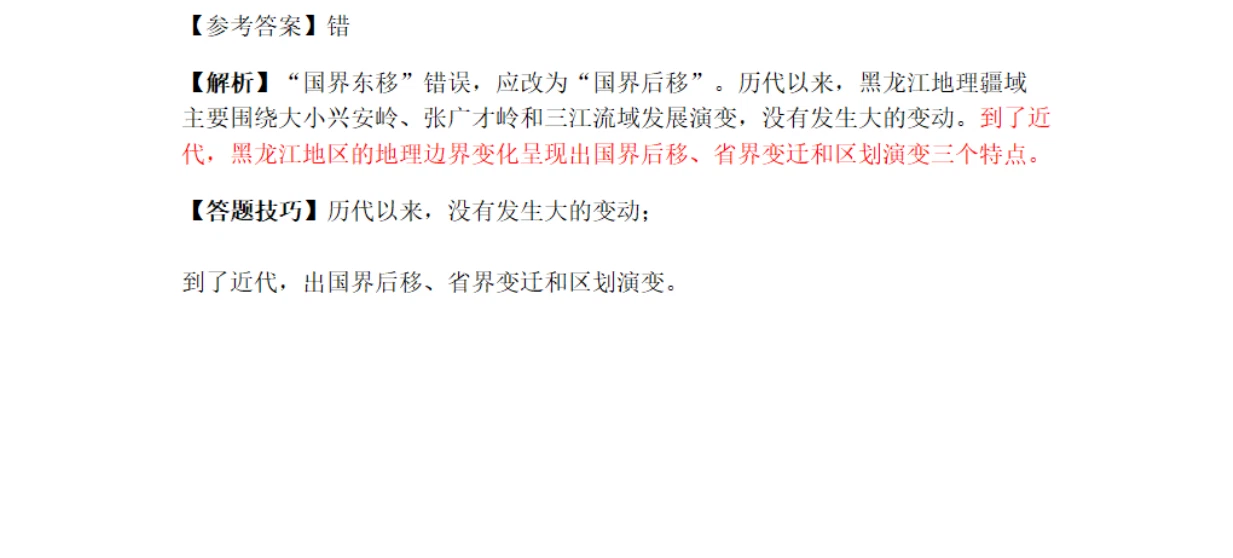 【参考答案】错
【解析】“国界东移”错误，应改为“国界后移”。历代以来，黑龙江地理疆域
主要围绕大小兴安岭、张广才岭和三江流域发展演变，没有发生大的变动。到了近
代，黑龙江地区的地理边界变化呈现出国界后移、省界变迁和区划演变三个特点。
【答题技巧】历代以来，没有发生大的变动；
到了近代，出国界后移、省界变迁和区划演变。